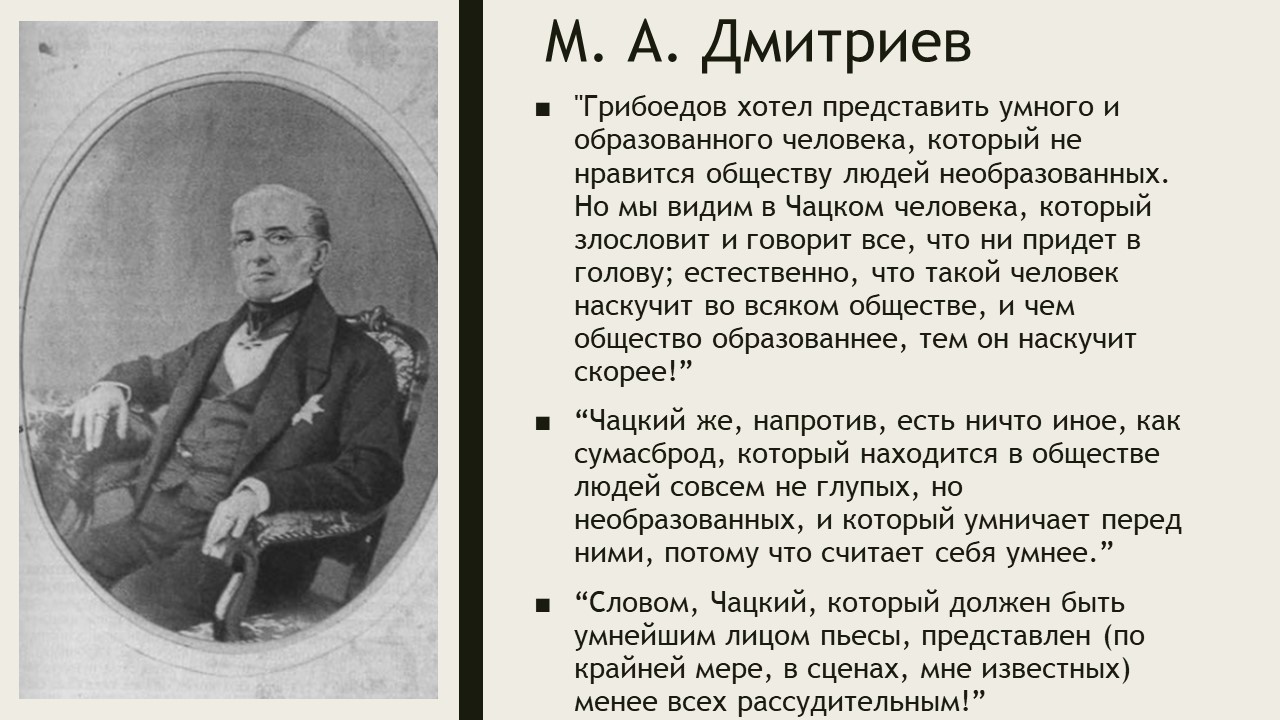 М. А. Дмитриев
▪ "Грибоедов хотел представить умного и
образованного человека, который не
нравится обществу людей необразованных.
Но мы видим в Чацком человека, который
злословит и говорит все, что ни придет в
голову; естественно, что такой человек
наскучит во всяком обществе, и чем
общество образованнее, тем он наскучит
скорее!”
▪ “Чацкий же, напротив, есть ничто иное, как
сумасброд, который находится в обществе
людей совсем не глупых, но
необразованных, и который умничает перед
ними, потому что считает себя умнее.”
▪ “Словом, Чацкий, который должен быть
умнейшим лицом пьесы, представлен (по
крайней мере, в сценах, мне известных)
менее всех рассудительным!”